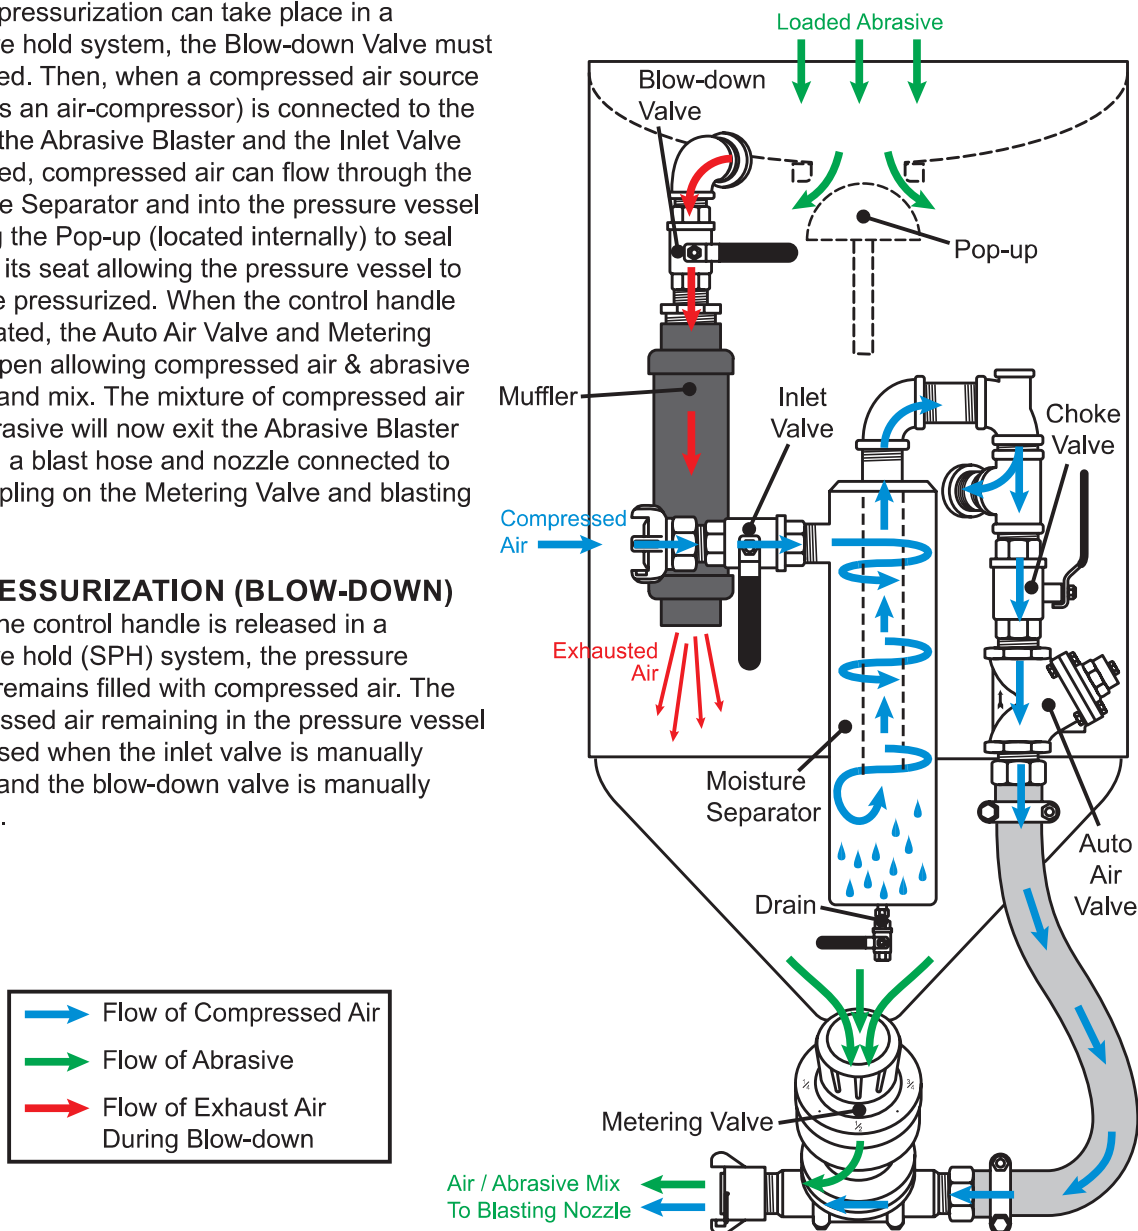 pressurization can take place in a
hold system, the Blow-down Valve must
Then, when a compressed air source
an air-compressor) is connected to the
the Abrasive Blaster and the Inlet Valve
compressed air can flow through the
Separator and into the pressure vessel
the Pop-up (located internally) to seal
its seat allowing the pressure vessel to
pressurized. When the control handle
the Auto Air Valve and Metering
allowing compressed air & abrasive
and mix. The mixture of compressed air
will now exit the Abrasive Blaster
a blast hose and nozzle connected to
on the Metering Valve and blasting
ESSURIZATION (BLOW-DOWN)
the control handle is released in a
hold (SPH) system, the pressure
remains filled with compressed air. The
air remaining in the pressure vessel
when the inlet valve is manually
and the blow-down valve is manually
.
Flow of Compressed Air
Flow of Abrasive
Flow of Exhaust Air
During Blow-down
Loaded Abrasive
Blow-down
Valve
Pop-up
Muffler
Inlet
Valve
Choke
Valve
Compressed
Air
Exhausted
Air
Moisture
Separator
Auto
Air
Valve
Drain
1/4
3/4
1/2
Metering Valve
Air / Abrasive Mix
To Blasting Nozzle